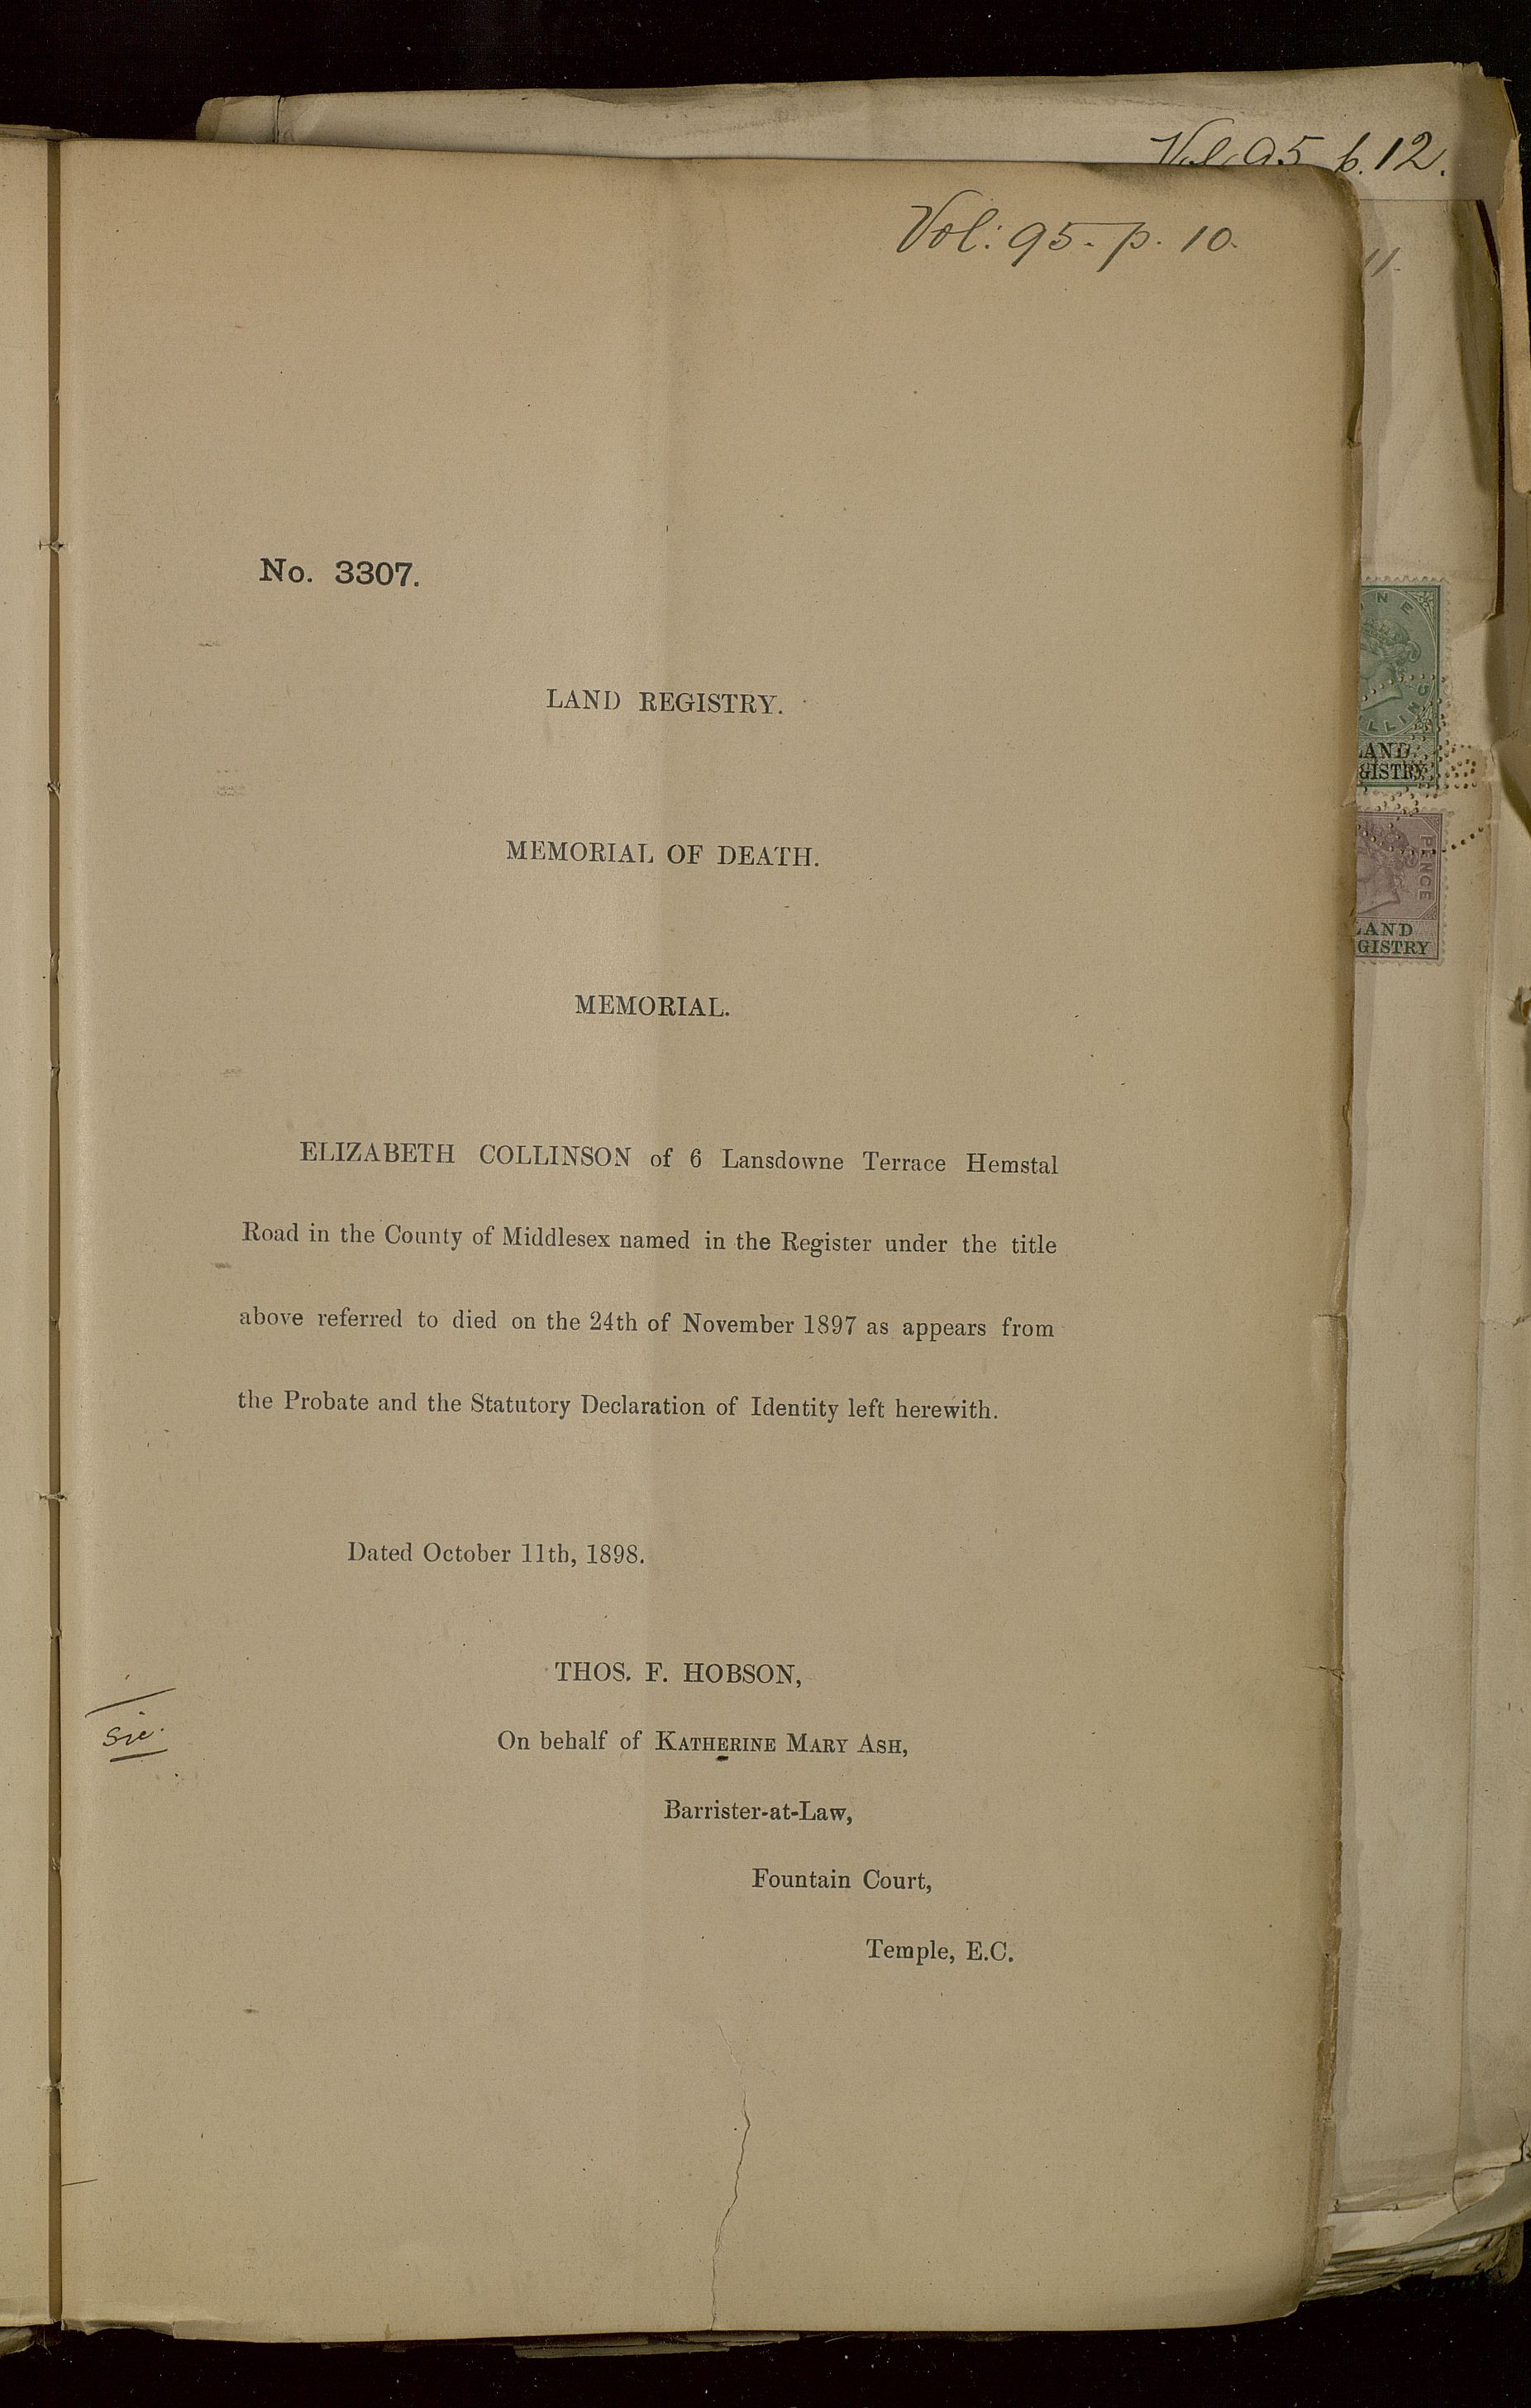 Vol 95 p. 12.
Vol: 95. p. 10.
11.
No. 3307.
LAND REGISTRY.
MEMORIAL OF DEATH.
MEMORIAL.
ELIZABETH COLLINSON of 6 Lansdowne Terrace Hemstal
Road in the County of Middlesex named in the Register under the title
above referred to died on the 24th of November 1897 as appears from
the Probate and the Statutory Declaration of Identity left herewith.
Dated October 11th, 1898.
THOS. F. HOBSON,
sic.
On behalf of KATHERINE MARY ASH,
Barrister-at-Law,
Fountain Court,
Temple, E.C.
NE
LLING
LAND
GISTRY
PENCE
LAND
GISTRY